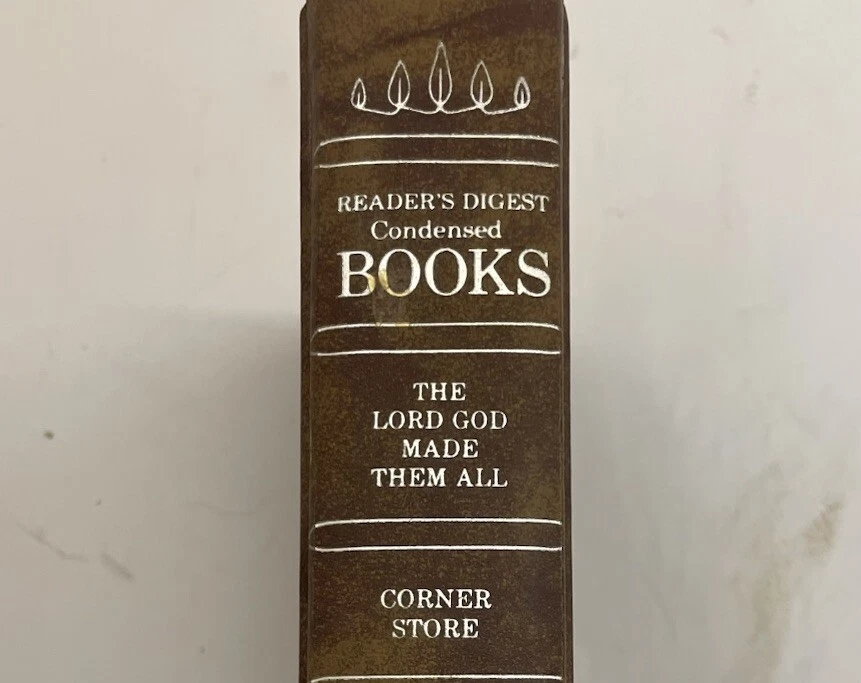 READER'S DIGEST
Condensed
BOOKS
THE
LORD GOD
MADE
THEM ALL
CORNER
STORE